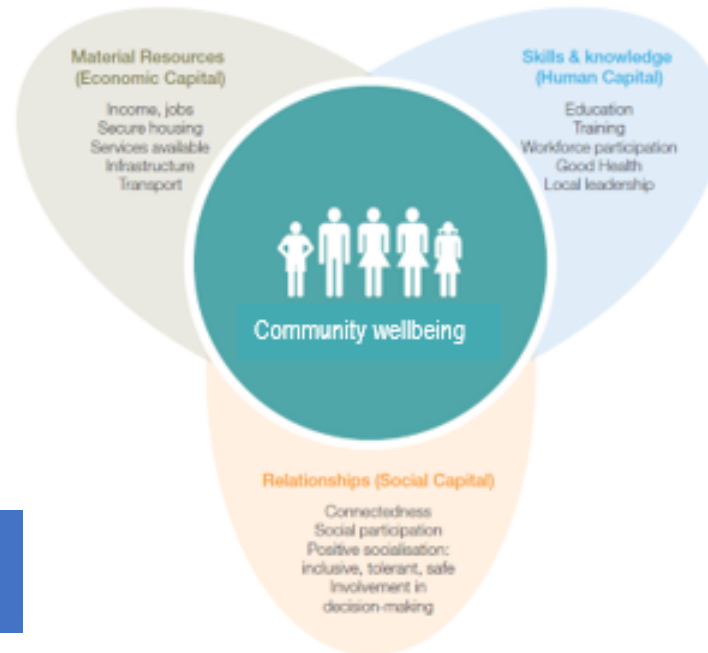 Material Resources
(Economic Capital)
Income, jobs
Secure housing
Services available
Infrastructure
Transport
Skills & knowledge
(Human Capital)
Education
Training
Workforce participation
Good Health
Local leadership
Community wellbeing
Relationships (Social Capital)
Connectedness
Social participation
Positive socialisation:
inclusive, tolerant, safe
Involvement in
decision-making